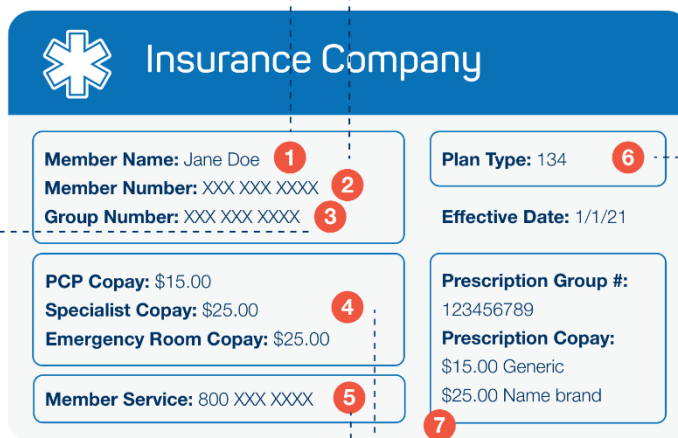 Insurance Company
Member Name: Jane Doe 1
Member Number: XXX XXX XXXX 2
Group Number: XXX XXX XXXX 3
PCP Copay: $15.00
Specialist Copay: $25.00 4
Emergency Room Copay: $25.00
Member Service: 800 XXX XXXX 5
Plan Type: 134 6
Effective Date: 1/1/21
Prescription Group #:
123456789
Prescription Copay:
$15.00 Generic
$25.00 Name brand
7